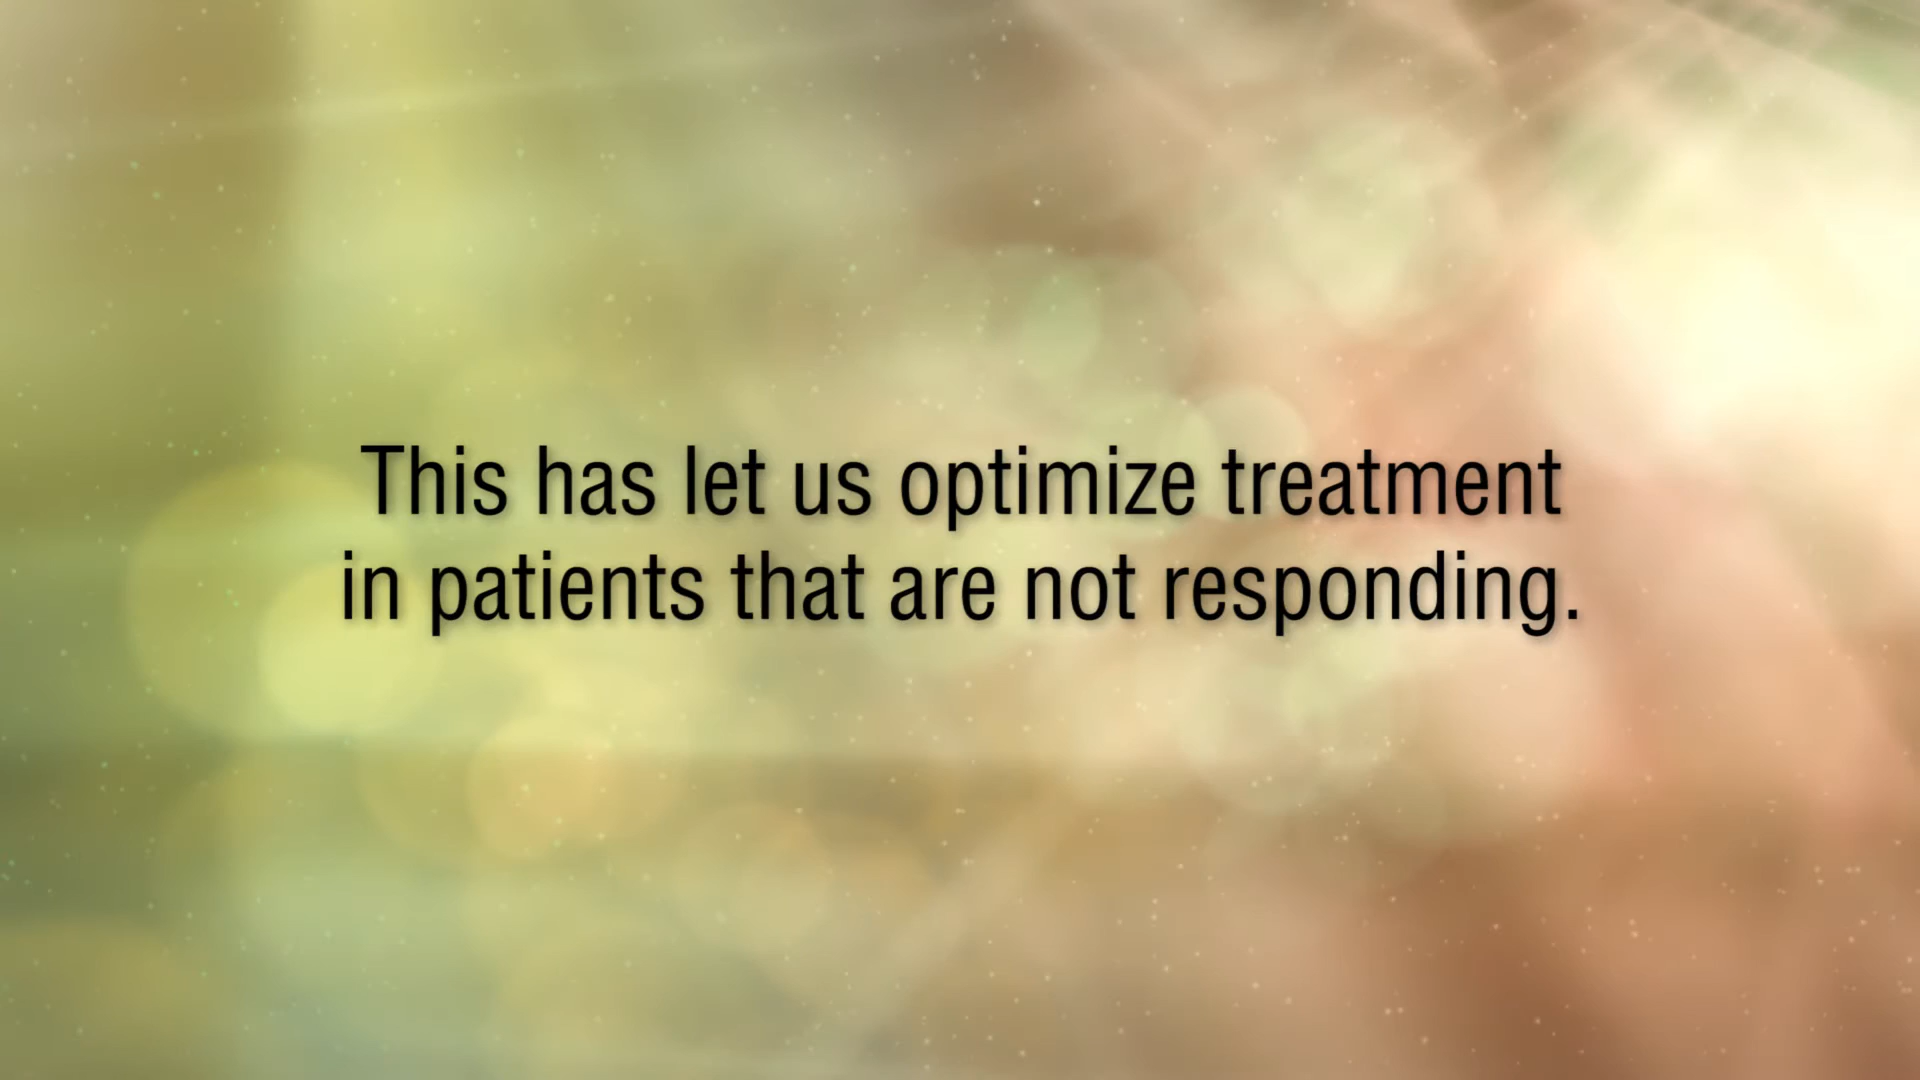 This has let us optimize treatment
in patients that are not responding.